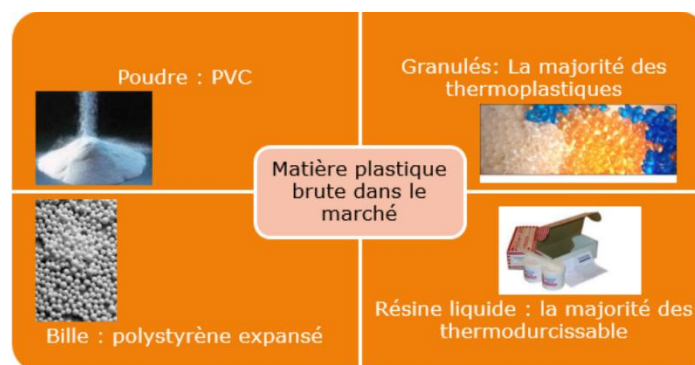 Poudre : PVC
Granulés: La majorité des
thermoplastiques
Matière plastique
brute dans le
marché
Bille : polystyrène expansé
Résine liquide : la majorité des
thermodurcissable